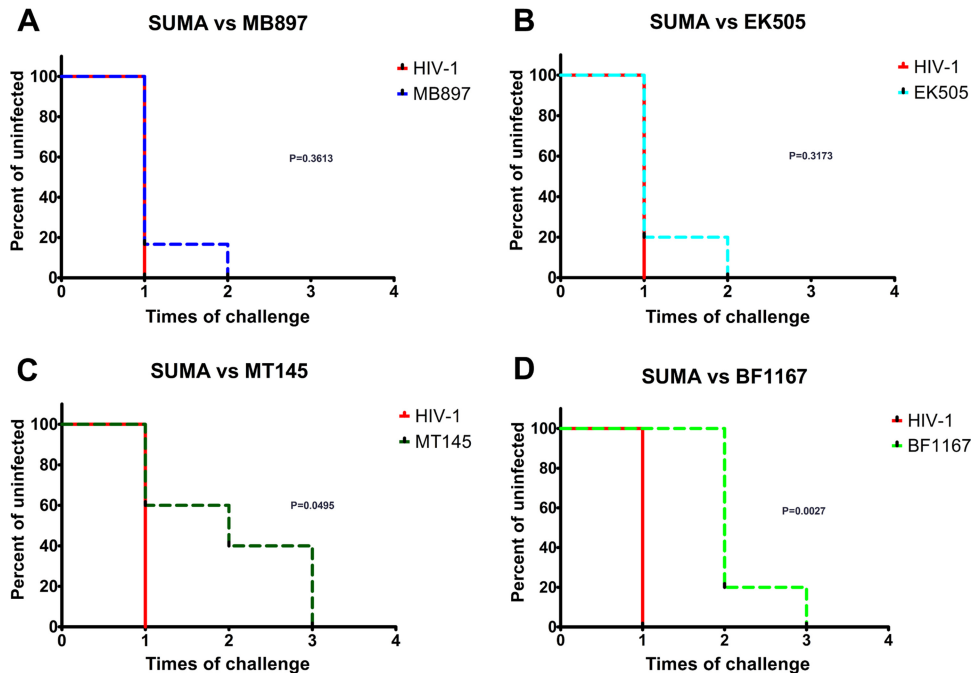 A
SUMA vs MB897
Percent of uninfected
100
80
60
40
20
0
0 1 2 3 4
Times of challenge
HIV-1
MB897
P=0.3613
B
SUMA vs EK505
Percent of uninfected
100
80
60
40
20
0
0 1 2 3 4
Times of challenge
HIV-1
EK505
P=0.3173
C
SUMA vs MT145
Percent of uninfected
100
80
60
40
20
0
0 1 2 3 4
Times of challenge
HIV-1
MT145
P=0.0495
D
SUMA vs BF1167
Percent of uninfected
100
80
60
40
20
0
0 1 2 3 4
Times of challenge
HIV-1
BF1167
P=0.0027